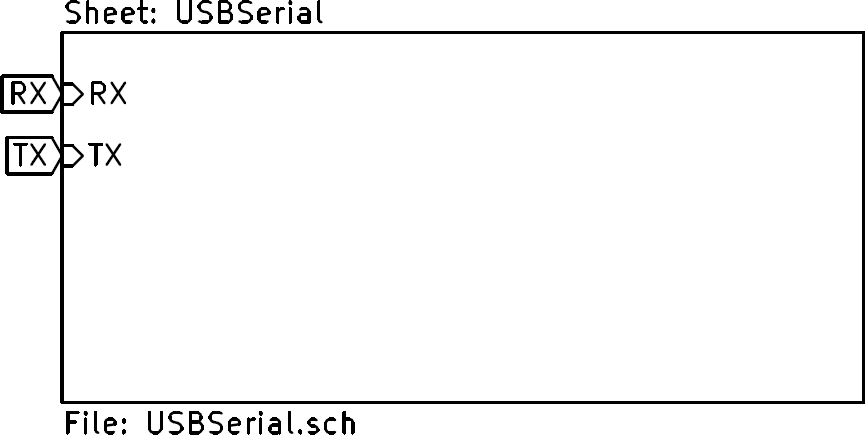 Sheet: USBSerial
RX RX
TX TX
File: USBSerial.sch